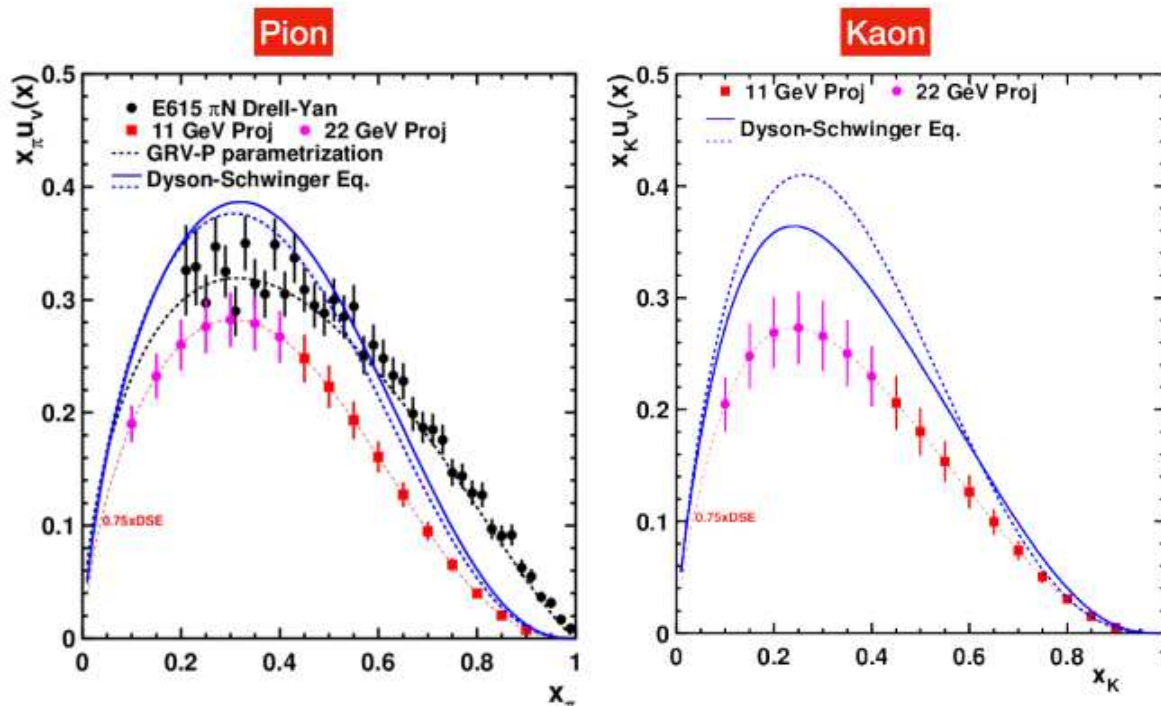 Pion
0.5
0.4
0.3
0.2
0.1
0
x_π u_v(x)
E615 πN Drell-Yan
11 GeV Proj
22 GeV Proj
GRV-P parametrization
Dyson-Schwinger Eq.
0.75xDSE
0
0.2
0.4
0.6
0.8
1
x_π
Kaon
0.5
0.4
0.3
0.2
0.1
0
x_K u_v(x)
11 GeV Proj
22 GeV Proj
Dyson-Schwinger Eq.
0.75xDSE
0
0.2
0.4
0.6
0.8
1
x_K